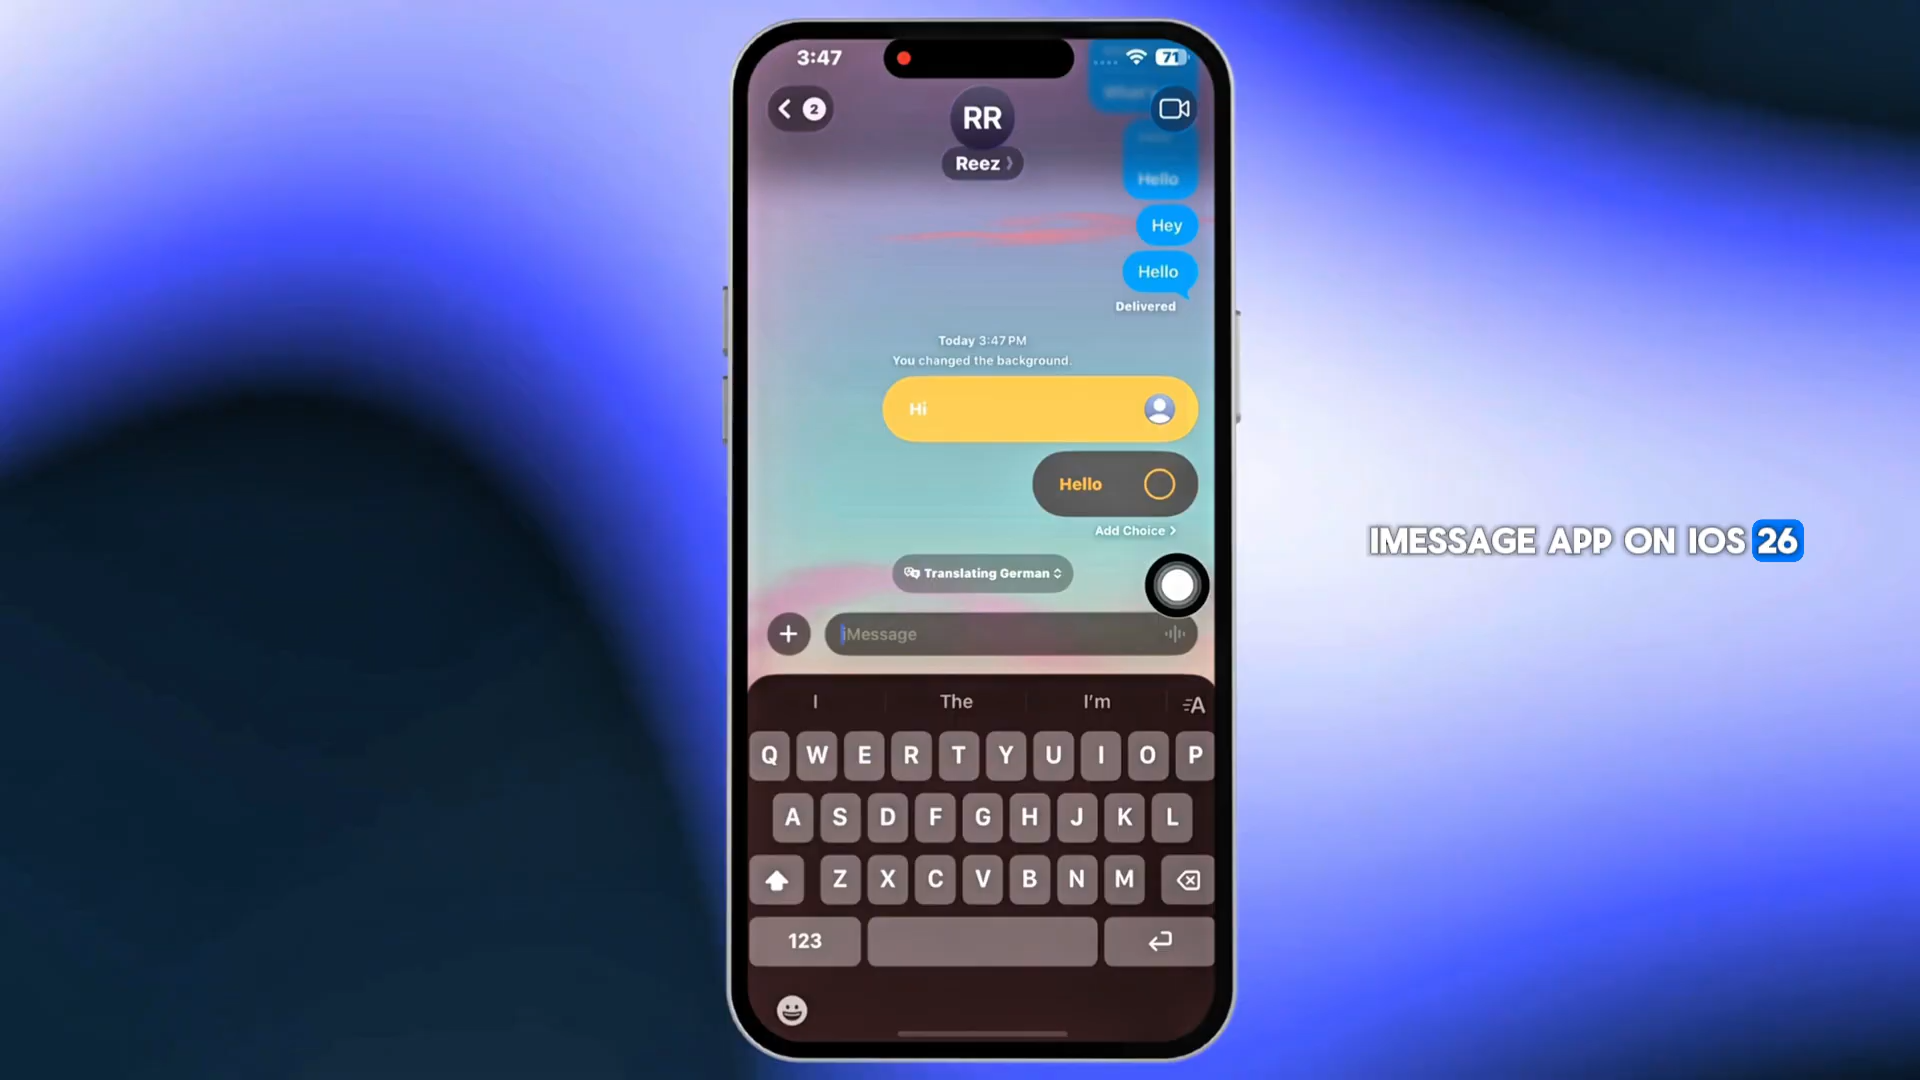 3:47
71
2
RR
Reez
Hello
Hey
Hello
Delivered
Today 3:47 PM
You changed the background.
Hi
Hello
Add Choice
IMESSAGE APP ON IOS 26
Translating German
iMessage
I The I'm A
Q W E R T Y U I O P
A S D F G H J K L
Z X C V B N M
123